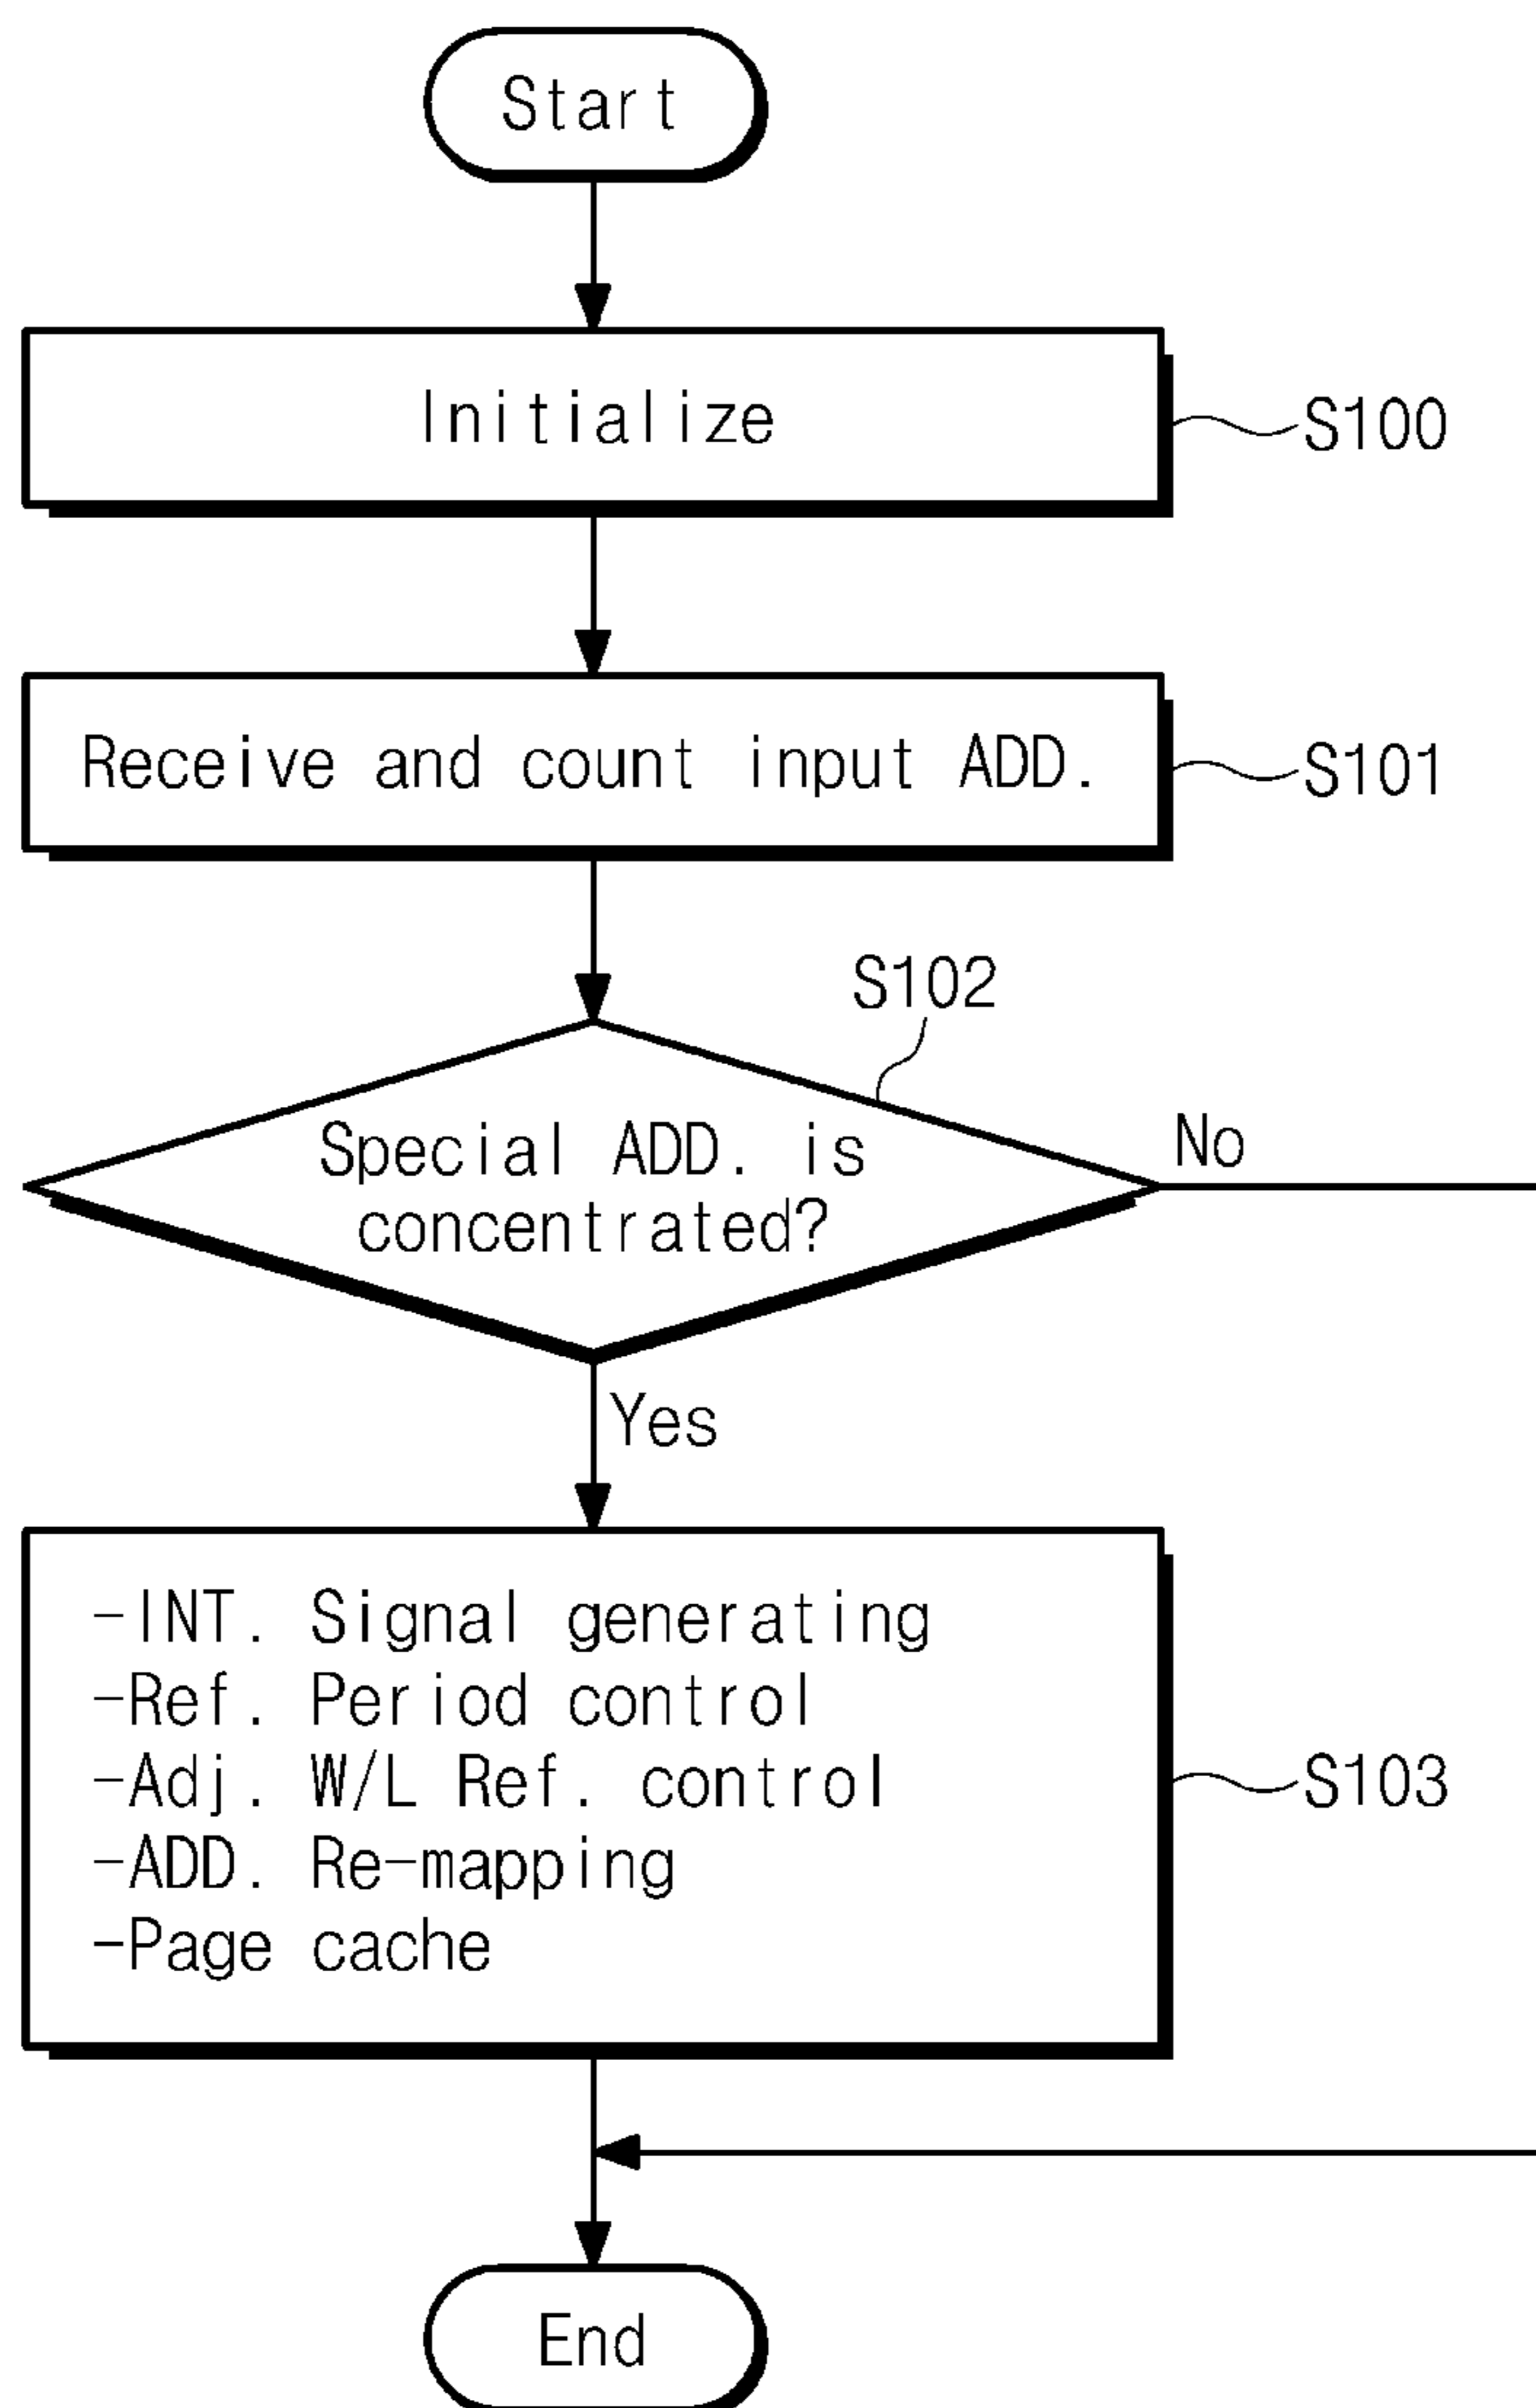 Start
Initialize
S100
Receive and count input ADD.
S101
S102
Special ADD. is
concentrated?
No
Yes
-INT. Signal generating
-Ref. Period control
-Adj. W/L Ref. control
-ADD. Re-mapping
-Page cache
S103
End